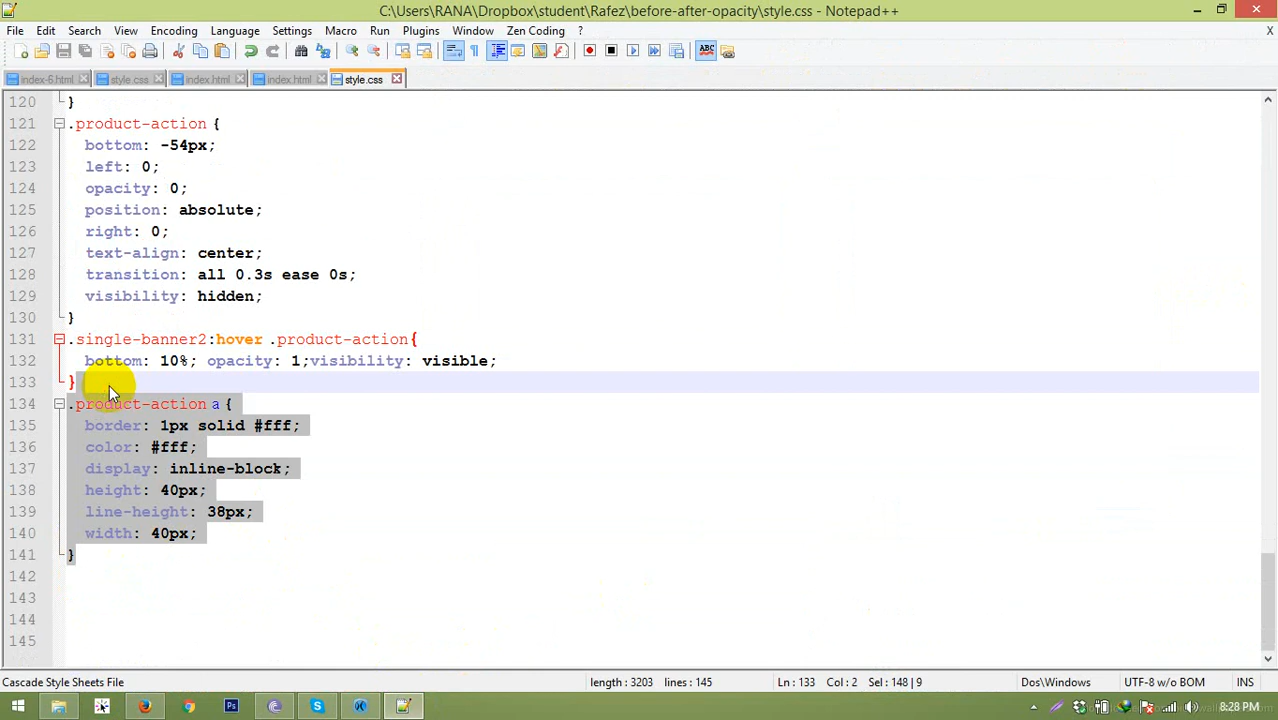 C:\Users\RANA\Dropbox\student\Rafez\before-after-opacity\style.css - Notepad++
File Edit Search View Encoding Language Settings Macro Run Plugins Window Zen Coding ? X
index-6.html style.css index.html index.html style.css
120 }
121 .product-action {
122 bottom: -54px;
123 left: 0;
124 opacity: 0;
125 position: absolute;
126 right: 0;
127 text-align: center;
128 transition: all 0.3s ease 0s;
129 visibility: hidden;
130 }
131 .single-banner2:hover .product-action{
132 bottom: 10%; opacity: 1;visibility: visible;
133 }
134 .product-action a {
135 border: 1px solid #fff;
136 color: #fff;
137 display: inline-block;
138 height: 40px;
139 line-height: 38px;
140 width: 40px;
141 }
142
143
144
145
Cascade Style Sheets File length : 3203 lines : 145 Ln : 133 Col : 2 Sel : 148 | 9 Dos\Windows UTF-8 w/o BOM INS
8:28 PM